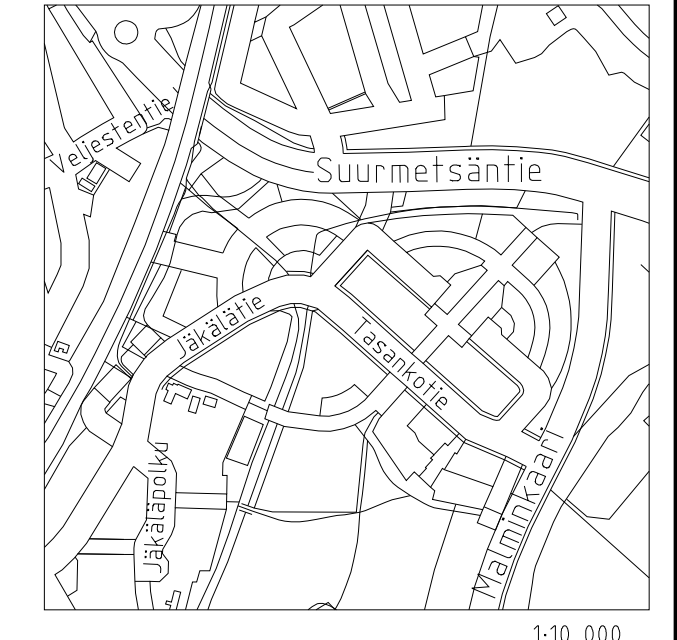 Veljestentie
Suurmetsäntie
Jäkälätie
Tasankotie
Jäkäläpolku
Malminkaari
1:10 000